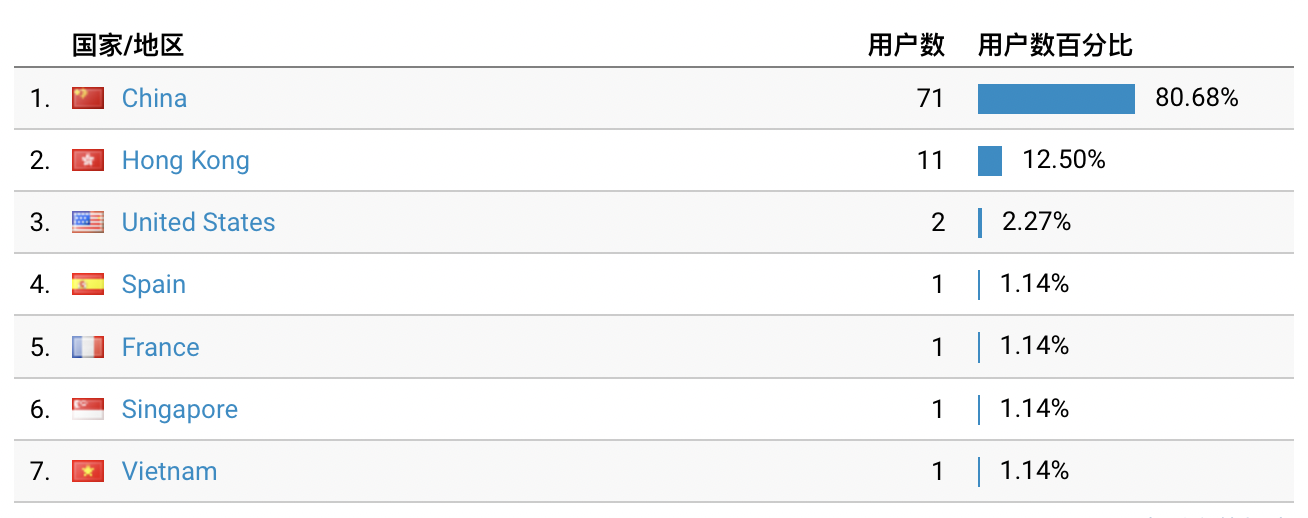 国家/地区 用户数 用户数百分比
1. China 71 80.68%
2. Hong Kong 11 12.50%
3. United States 2 2.27%
4. Spain 1 1.14%
5. France 1 1.14%
6. Singapore 1 1.14%
7. Vietnam 1 1.14%